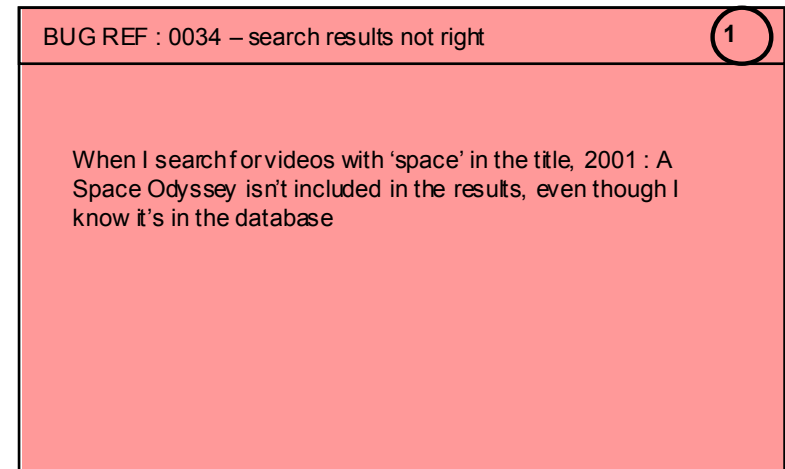 BUG REF : 0034 – search results not right
1
When I search for videos with ‘space’ in the title, 2001 : A
Space Odyssey isn’t included in the results, even though I
know it’s in the database